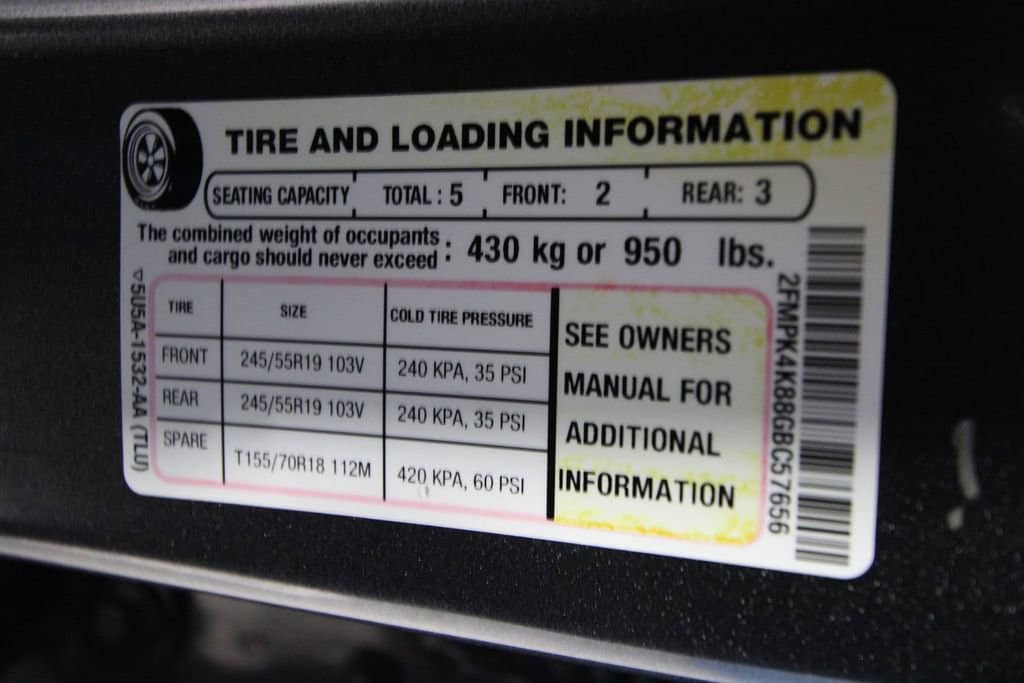 TIRE AND LOADING INFORMATION
SEATING CAPACITY TOTAL : 5 FRONT: 2 REAR: 3
The combined weight of occupants
and cargo should never exceed : 430 kg or 950 lbs.
TIRE SIZE COLD TIRE PRESSURE
FRONT 245/55R19 103V 240 KPA, 35 PSI
REAR 245/55R19 103V 240 KPA, 35 PSI
SPARE T155/70R18 112M 420 KPA, 60 PSI
SEE OWNERS
MANUAL FOR
ADDITIONAL
INFORMATION
▽5U5A-1532-AA (TLU)
2FMPK4K88GBC57656